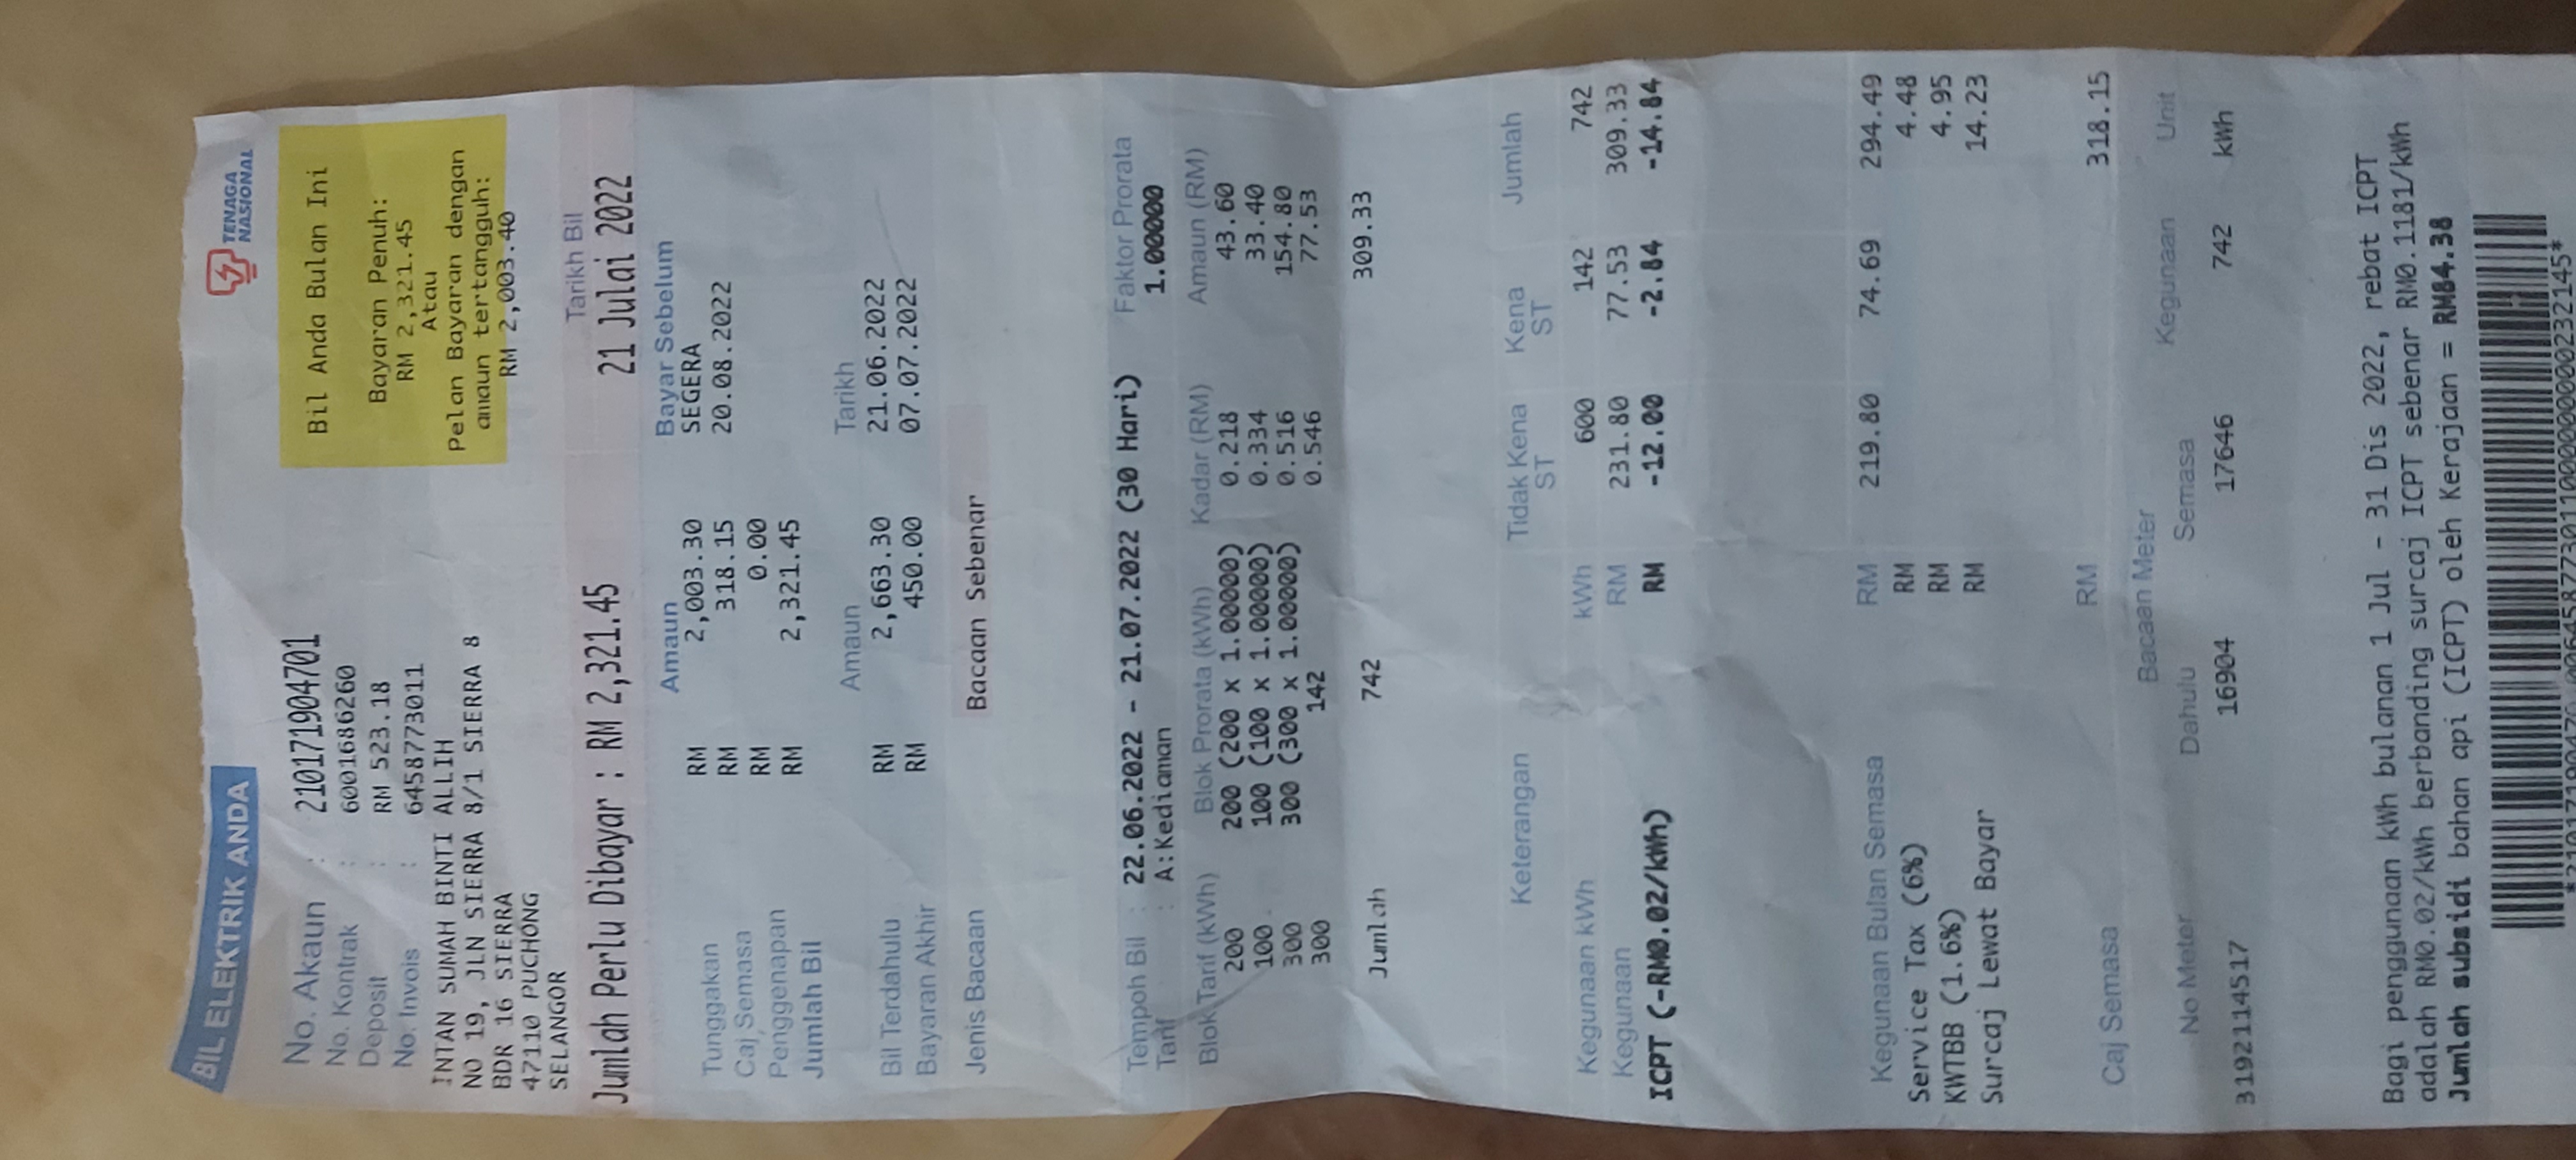 BIL ELEKTRIK ANDA
TENAGA
NASIONAL
No. Akaun : 210171904701
No. Kontrak : 6001686260
Deposit : RM 523.18
No. Invois : 6458773011
INTAN SUMAH BINTI ALLIH
NO 19, JLN SIERRA 8/1 SIERRA 8
BDR 16 SIERRA
47110 PUCHONG
SELANGOR
Bil Anda Bulan Ini
Bayaran Penuh:
RM 2,321.45
Atau
Pelan Bayaran dengan
amaun tertangguh:
RM 2,003.40
Tarikh Bil
Jumlah Perlu Dibayar : RM 2,321.45 21 Julai 2022
Amaun Bayar Sebelum
Tunggakan RM 2,003.30 SEGERA
Caj Semasa RM 318.15 20.08.2022
Penggenapan RM 0.00
Jumlah Bil RM 2,321.45
Amaun Tarikh
Bil Terdahulu RM 2,663.30 21.06.2022
Bayaran Akhir RM 450.00 07.07.2022
Jenis Bacaan Bacaan Sebenar
Tempoh Bil : 22.06.2022 - 21.07.2022 (30 Hari) Faktor Prorata
Tarif : A:Kediaman 1.00000
Blok Tarif (kWh) Blok Prorata (kWh) Kadar (RM) Amaun (RM)
200 200 (200 x 1.00000) 0.218 43.60
100 100 (100 x 1.00000) 0.334 33.40
300 300 (300 x 1.00000) 0.516 154.80
300 142 0.546 77.53
Jumlah 742 309.33
Keterangan Tidak Kena Kena Jumlah
ST ST
Kegunaan kWh kWh 600 142 742
Kegunaan RM 231.80 77.53 309.33
ICPT (-RM0.02/kWh) RM -12.00 -2.84 -14.84
Kegunaan Bulan Semasa RM 219.80 74.69 294.49
Service Tax (6%) RM 4.48
KWTBB (1.6%) RM 4.95
Surcaj Lewat Bayar RM 14.23
Caj Semasa RM 318.15
Bacaan Meter
No Meter Dahulu Semasa Kegunaan Unit
3192114517 16904 17646 742 kWh
Bagi penggunaan kWh bulanan 1 Jul - 31 Dis 2022, rebat ICPT
adalah RM0.02/kWh berbanding surcaj ICPT sebenar RM0.1181/kWh
Jumlah subsidi bahan api (ICPT) oleh Kerajaan = RM84.38